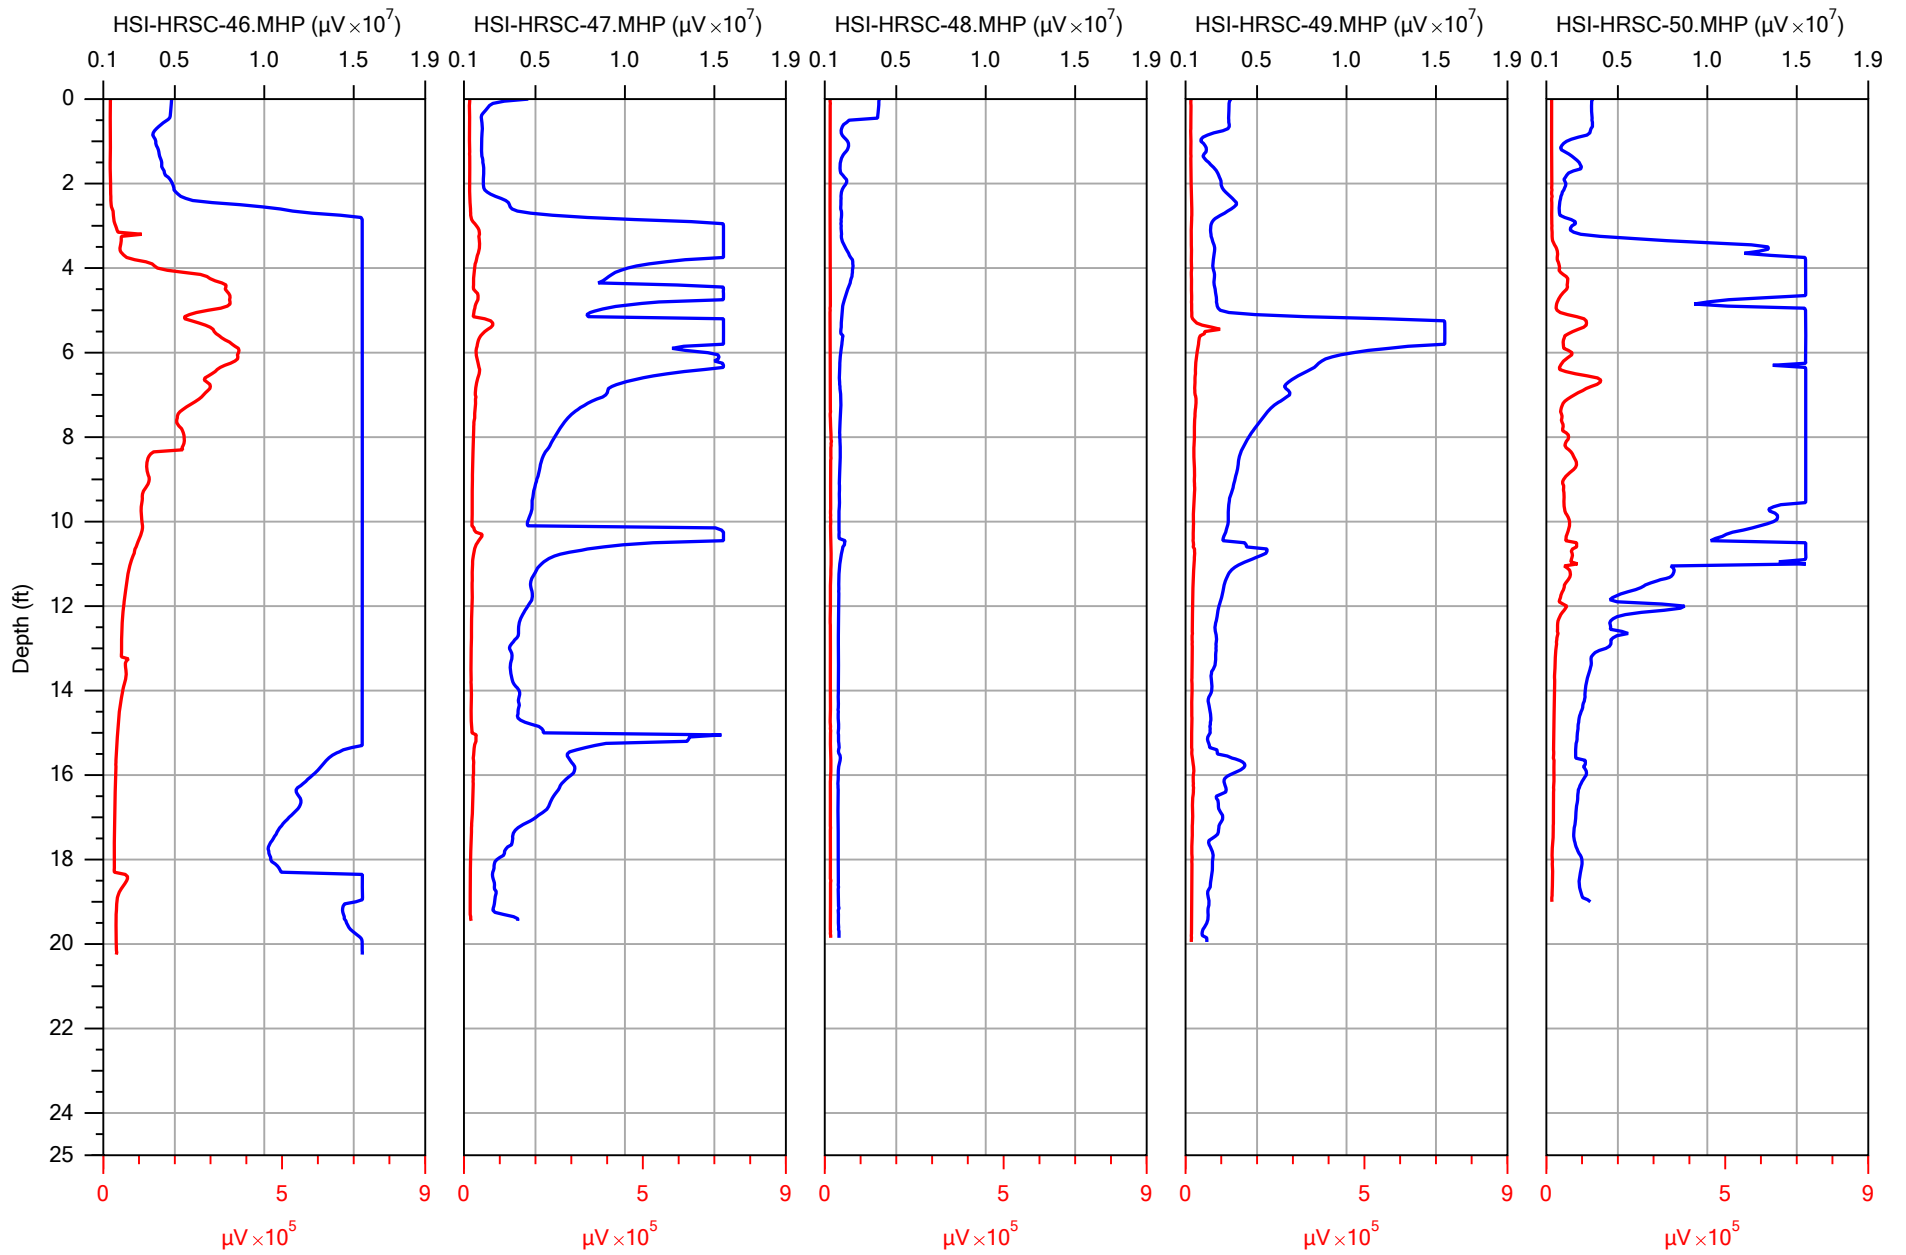 HSI-HRSC-46.MHP (µV×10⁷) HSI-HRSC-47.MHP (µV×10⁷) HSI-HRSC-48.MHP (µV×10⁷) HSI-HRSC-49.MHP (µV×10⁷) HSI-HRSC-50.MHP (µV×10⁷)
0.1 0.5 1.0 1.5 1.9 0.1 0.5 1.0 1.5 1.9 0.1 0.5 1.0 1.5 1.9 0.1 0.5 1.0 1.5 1.9 0.1 0.5 1.0 1.5 1.9
0
2
4
6
8
10
Depth (ft)
12
14
16
18
20
22
24
25
0 5 9 0 5 9 0 5 9 0 5 9 0 5 9
µV×10⁵ µV×10⁵ µV×10⁵ µV×10⁵ µV×10⁵